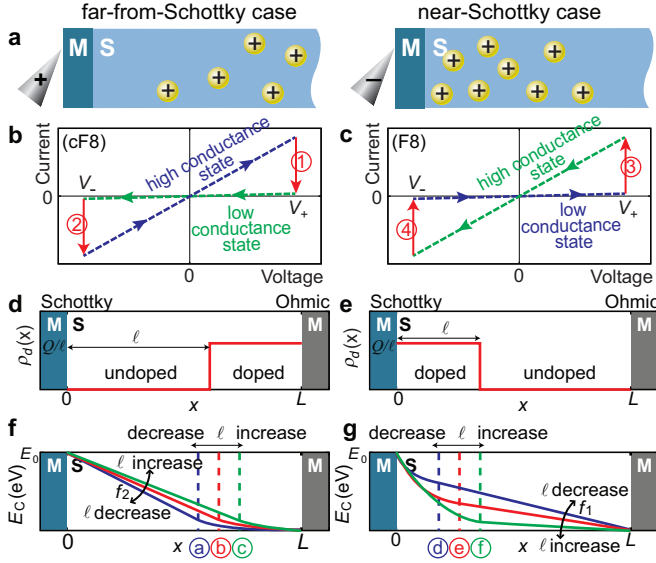 far-from-Schottky case
near-Schottky case
a
M S
+
+ + + +
M S
−
+ + + + + + + +
b
(cF8)
Current
0
V₋
V₊
high conductance
state
low
conductance
state
①
②
0
Voltage
c
(F8)
Current
0
V₋
V₊
high conductance
state
low
conductance
state
③
④
0
Voltage
d
Schottky
Ohmic
M S
M
Q/ℓ
ρd(x)
ℓ
undoped
doped
0
x
L
e
Schottky
Ohmic
M S
M
Q/ℓ
ρd(x)
ℓ
doped
undoped
0
x
L
f
decrease ℓ increase
E₀
M S
M
EC(eV)
ℓ increase
f₂
ℓ decrease
0
x
ⓐ ⓑ ⓒ
L
g
decrease ℓ increase
E₀
M S
M
EC(eV)
ℓ decrease
f₁
ℓ increase
0
ⓓ ⓔ ⓕ
x
L